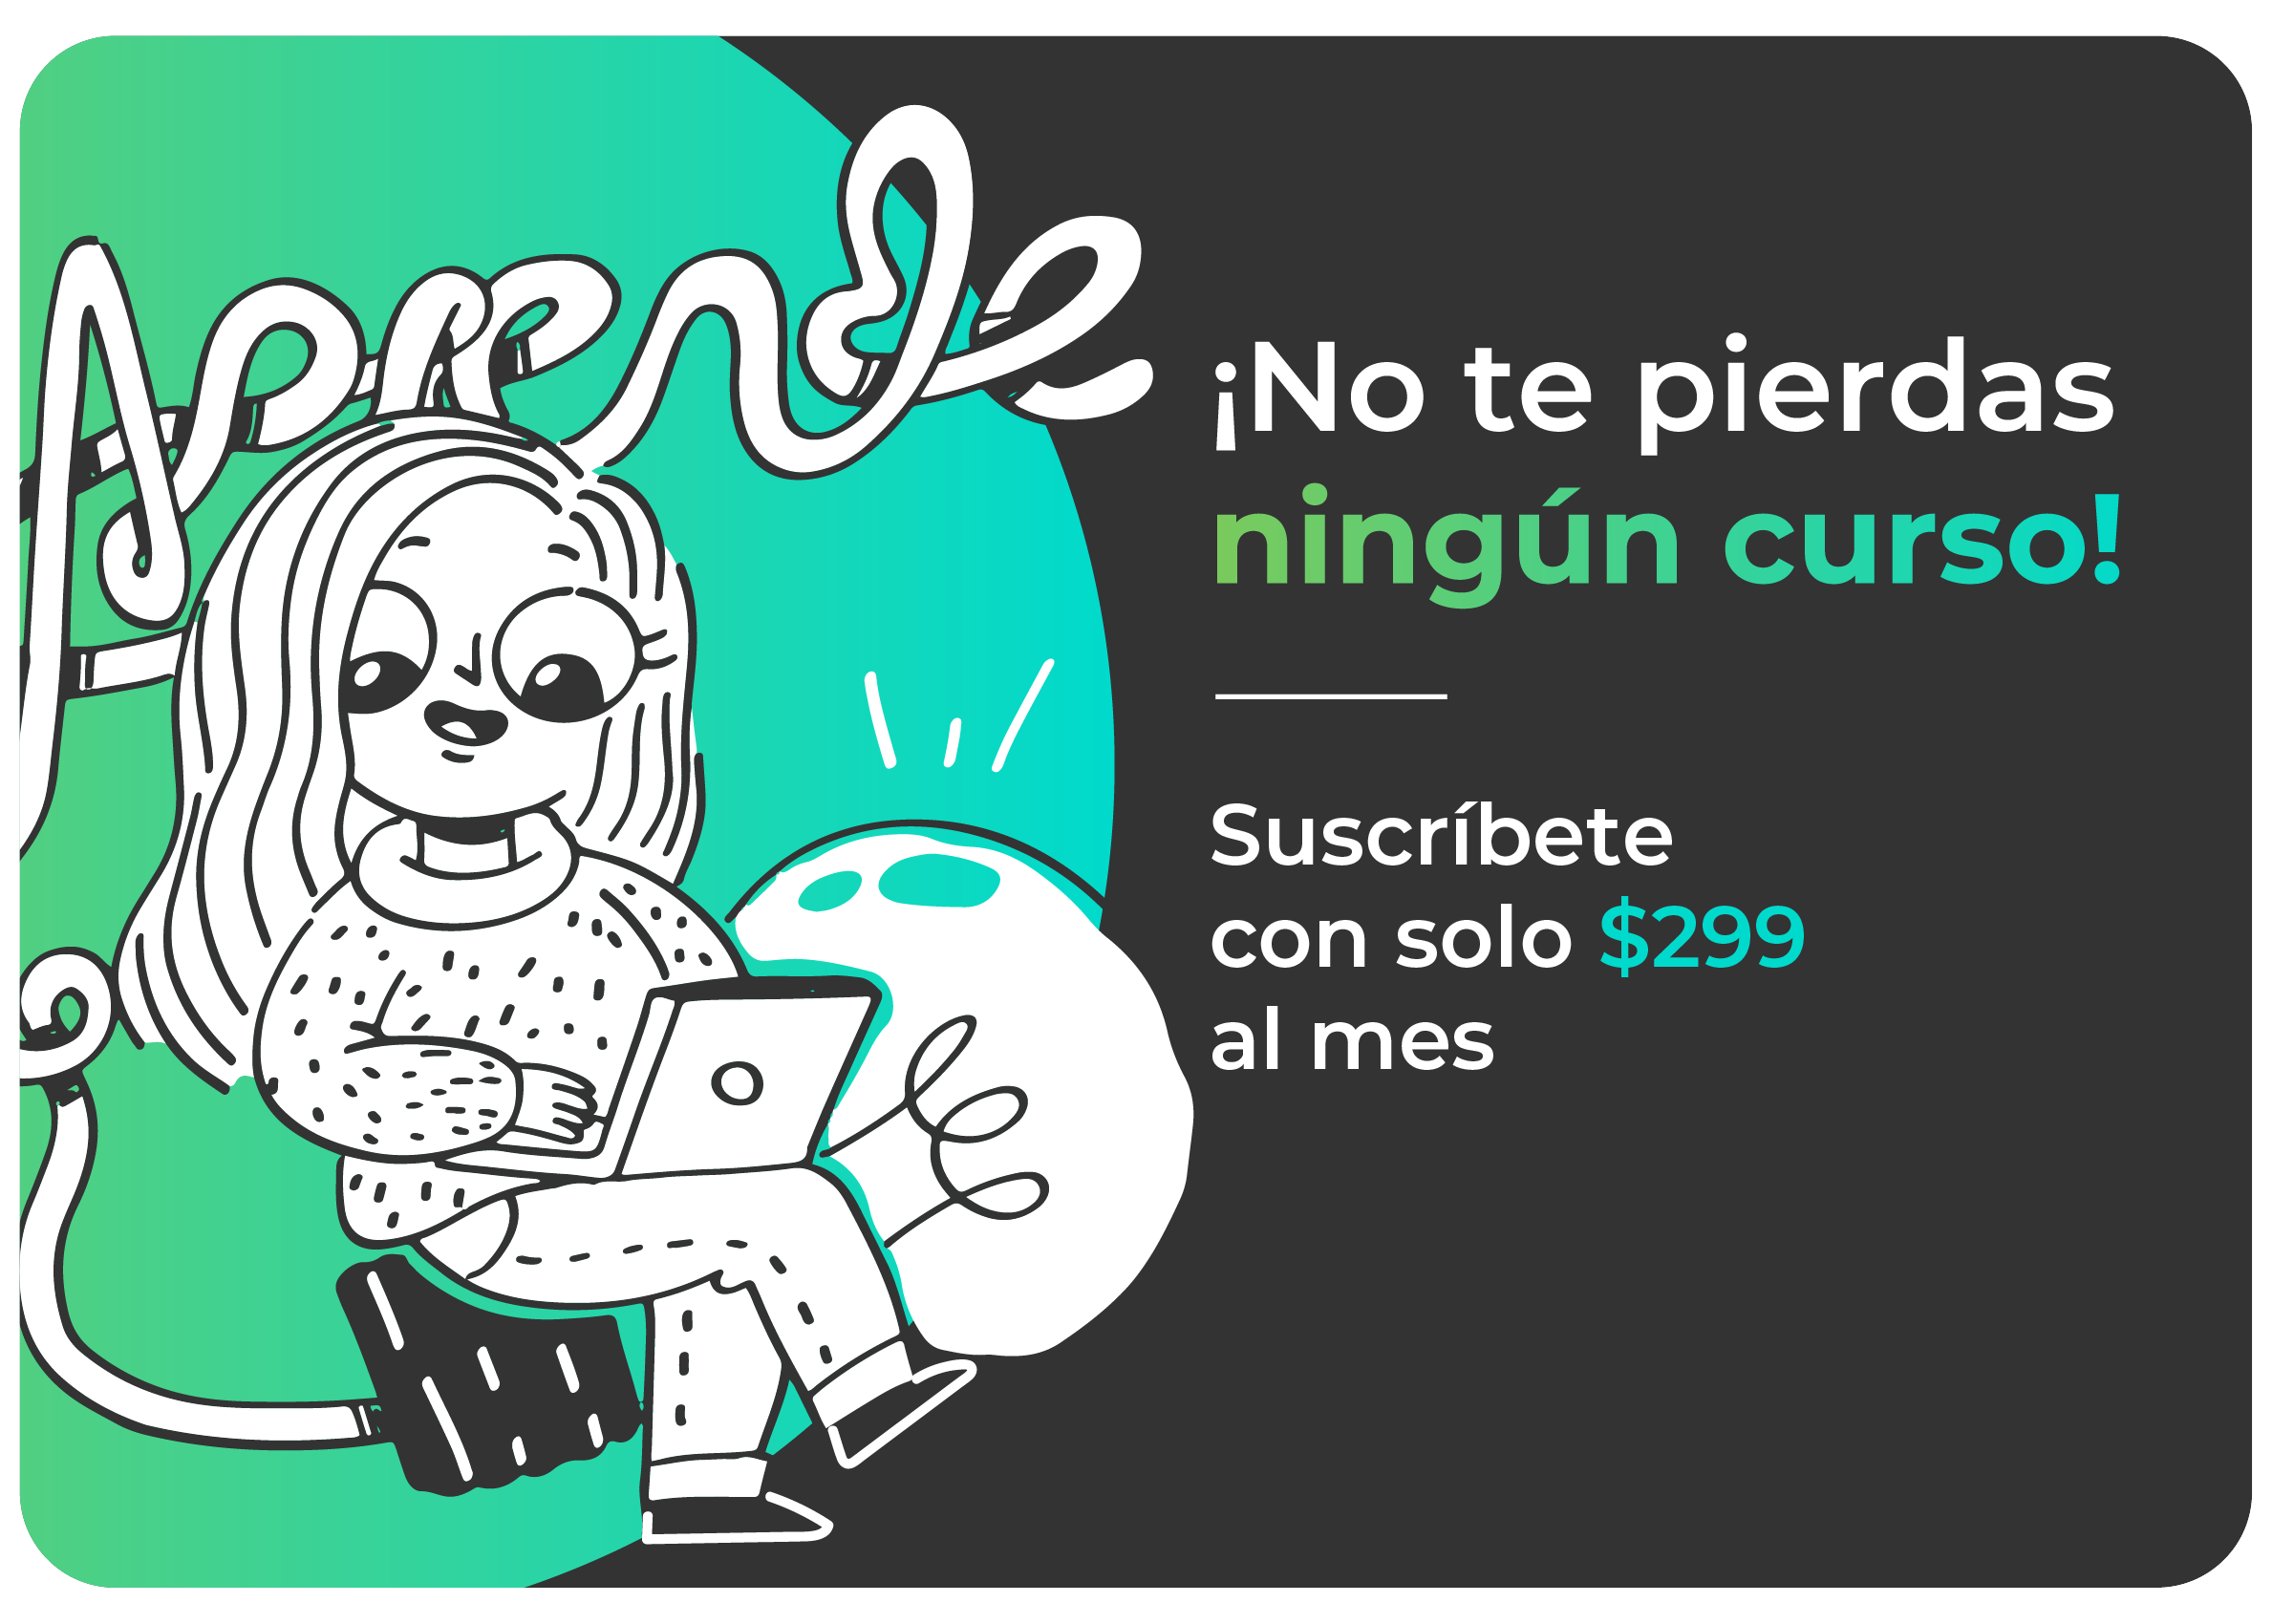 Aprende
¡No te pierdas
ningún curso!
Suscríbete
con solo $299
al mes